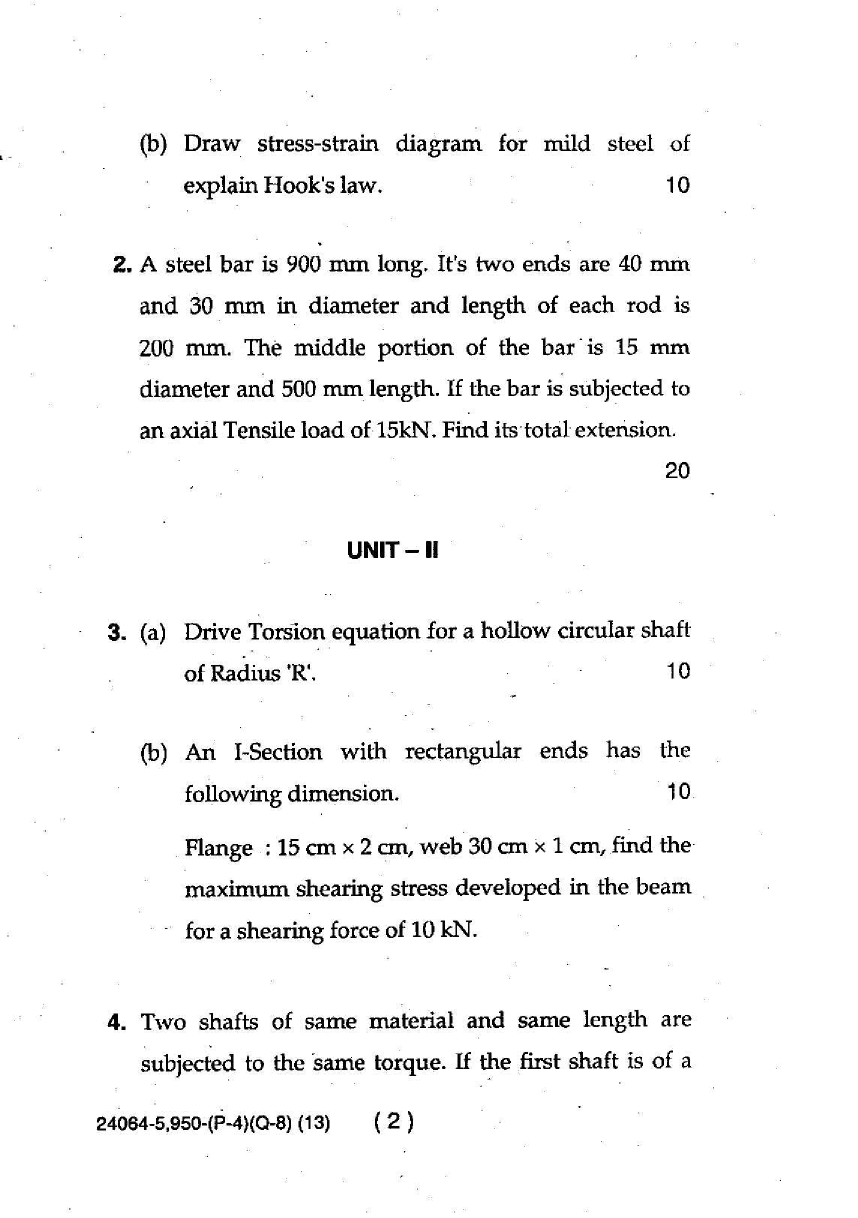 (b) Draw stress-strain diagram for mild steel of
explain Hook's law. 10
2. A steel bar is 900 mm long. It's two ends are 40 mm
and 30 mm in diameter and length of each rod is
200 mm. The middle portion of the bar is 15 mm
diameter and 500 mm length. If the bar is subjected to
an axial Tensile load of 15kN. Find its total extension.
20
UNIT – II
3. (a) Drive Torsion equation for a hollow circular shaft
of Radius 'R'. 10
(b) An I-Section with rectangular ends has the
following dimension. 10
Flange : 15 cm × 2 cm, web 30 cm × 1 cm, find the
maximum shearing stress developed in the beam
for a shearing force of 10 kN.
4. Two shafts of same material and same length are
subjected to the same torque. If the first shaft is of a
24064-5,950-(P-4)(Q-8) (13) ( 2 )